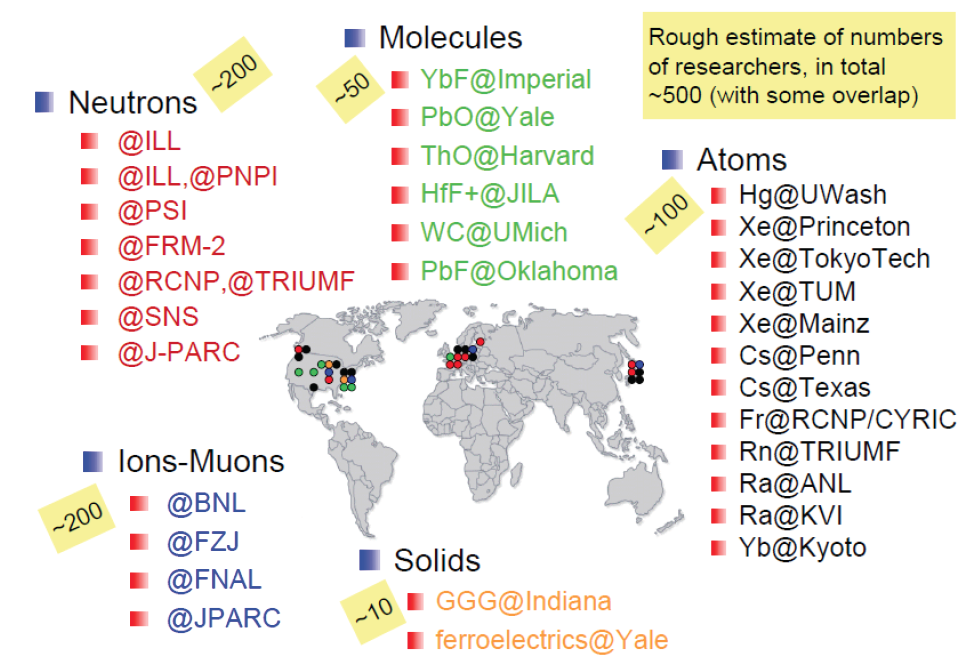 Neutrons
~200
@ILL
@ILL,@PNPI
@PSI
@FRM-2
@RCNP,@TRIUMF
@SNS
@J-PARC
Molecules
~50
YbF@Imperial
PbO@Yale
ThO@Harvard
HfF+@JILA
WC@UMich
PbF@Oklahoma
Rough estimate of numbers
of researchers, in total
~500 (with some overlap)
Atoms
~100
Hg@UWash
Xe@Princeton
Xe@TokyoTech
Xe@TUM
Xe@Mainz
Cs@Penn
Cs@Texas
Fr@RCNP/CYRIC
Rn@TRIUMF
Ra@ANL
Ra@KVI
Yb@Kyoto
Ions-Muons
~200
@BNL
@FZJ
@FNAL
@JPARC
Solids
~10
GGG@Indiana
ferroelectrics@Yale